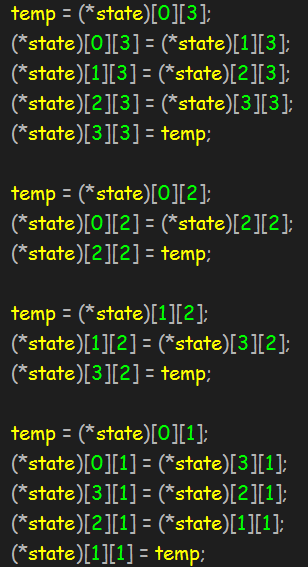 temp = (*state)[0][3];
(*state)[0][3] = (*state)[1][3];
(*state)[1][3] = (*state)[2][3];
(*state)[2][3] = (*state)[3][3];
(*state)[3][3] = temp;

temp = (*state)[0][2];
(*state)[0][2] = (*state)[2][2];
(*state)[2][2] = temp;

temp = (*state)[1][2];
(*state)[1][2] = (*state)[3][2];
(*state)[3][2] = temp;

temp = (*state)[0][1];
(*state)[0][1] = (*state)[3][1];
(*state)[3][1] = (*state)[2][1];
(*state)[2][1] = (*state)[1][1];
(*state)[1][1] = temp;